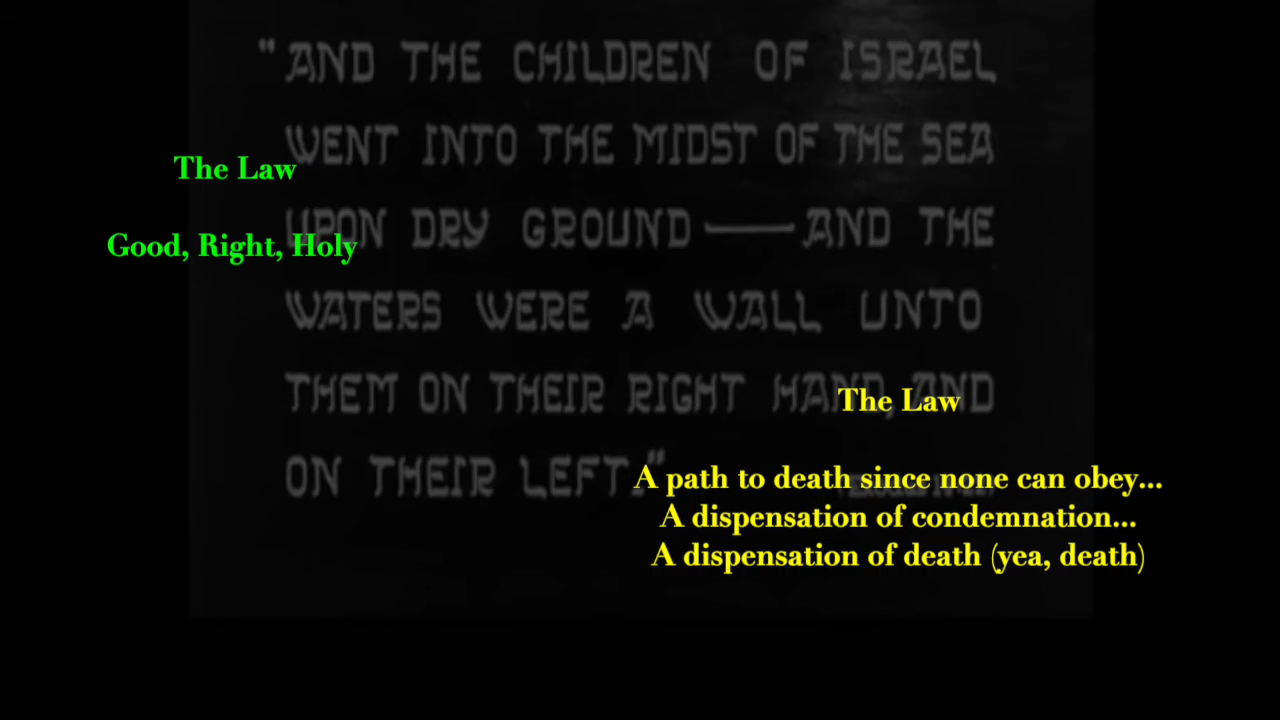 "AND THE CHILDREN OF ISRAEL
WENT INTO THE MIDST OF THE SEA
UPON DRY GROUND — AND THE
WATERS WERE A WALL UNTO
THEM ON THEIR RIGHT HAND, AND
ON THEIR LEFT."
The Law
Good, Right, Holy
The Law
A path to death since none can obey...
A dispensation of condemnation...
A dispensation of death (yea, death)